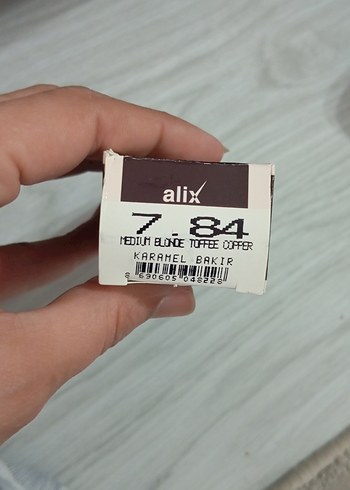 alix
7.84
MEDIUM BLONDE TOFFEE COPPER
KARAMEL BAKIR
8 690605 048228